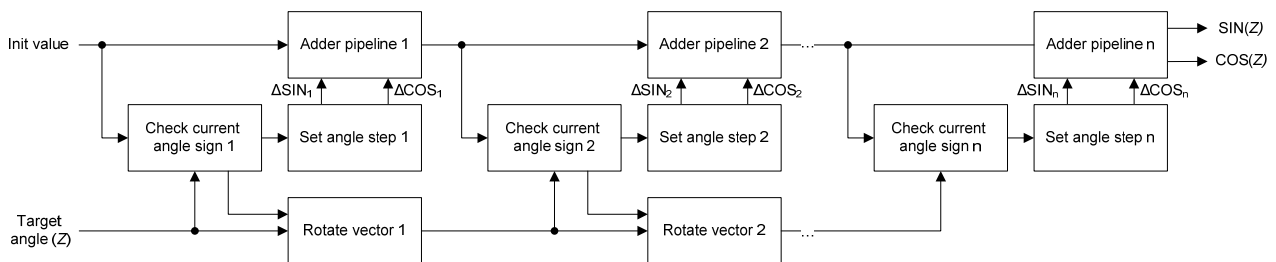 Init value
Adder pipeline 1
Adder pipeline 2
...
Adder pipeline n
SIN(Z)
COS(Z)
ΔSIN₁
ΔCOS₁
ΔSIN₂
ΔCOS₂
ΔSINₙ
ΔCOSₙ
Check current
angle sign 1
Set angle step 1
Check current
angle sign 2
Set angle step 2
Check current
angle sign n
Set angle step n
Target
angle (Z)
Rotate vector 1
Rotate vector 2
...